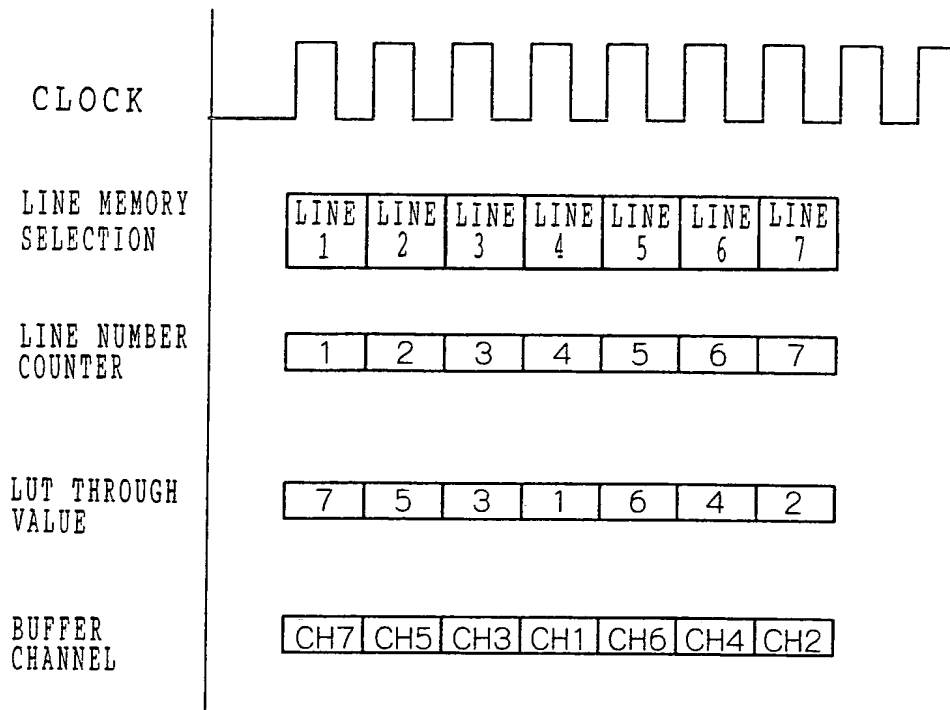 CLOCK
LINE MEMORY
SELECTION
LINE LINE LINE LINE LINE LINE LINE
1 2 3 4 5 6 7
LINE NUMBER
COUNTER
1 2 3 4 5 6 7
LUT THROUGH
VALUE
7 5 3 1 6 4 2
BUFFER
CHANNEL
CH7 CH5 CH3 CH1 CH6 CH4 CH2